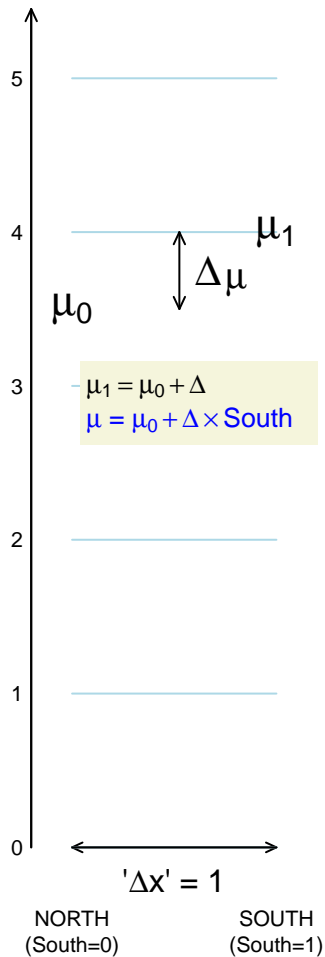 5
4
μ₁
Δμ
μ₀
3
μ₁ = μ₀ + Δ
μ = μ₀ + Δ × South
2
1
0
'Δx' = 1
NORTH SOUTH
(South=0) (South=1)